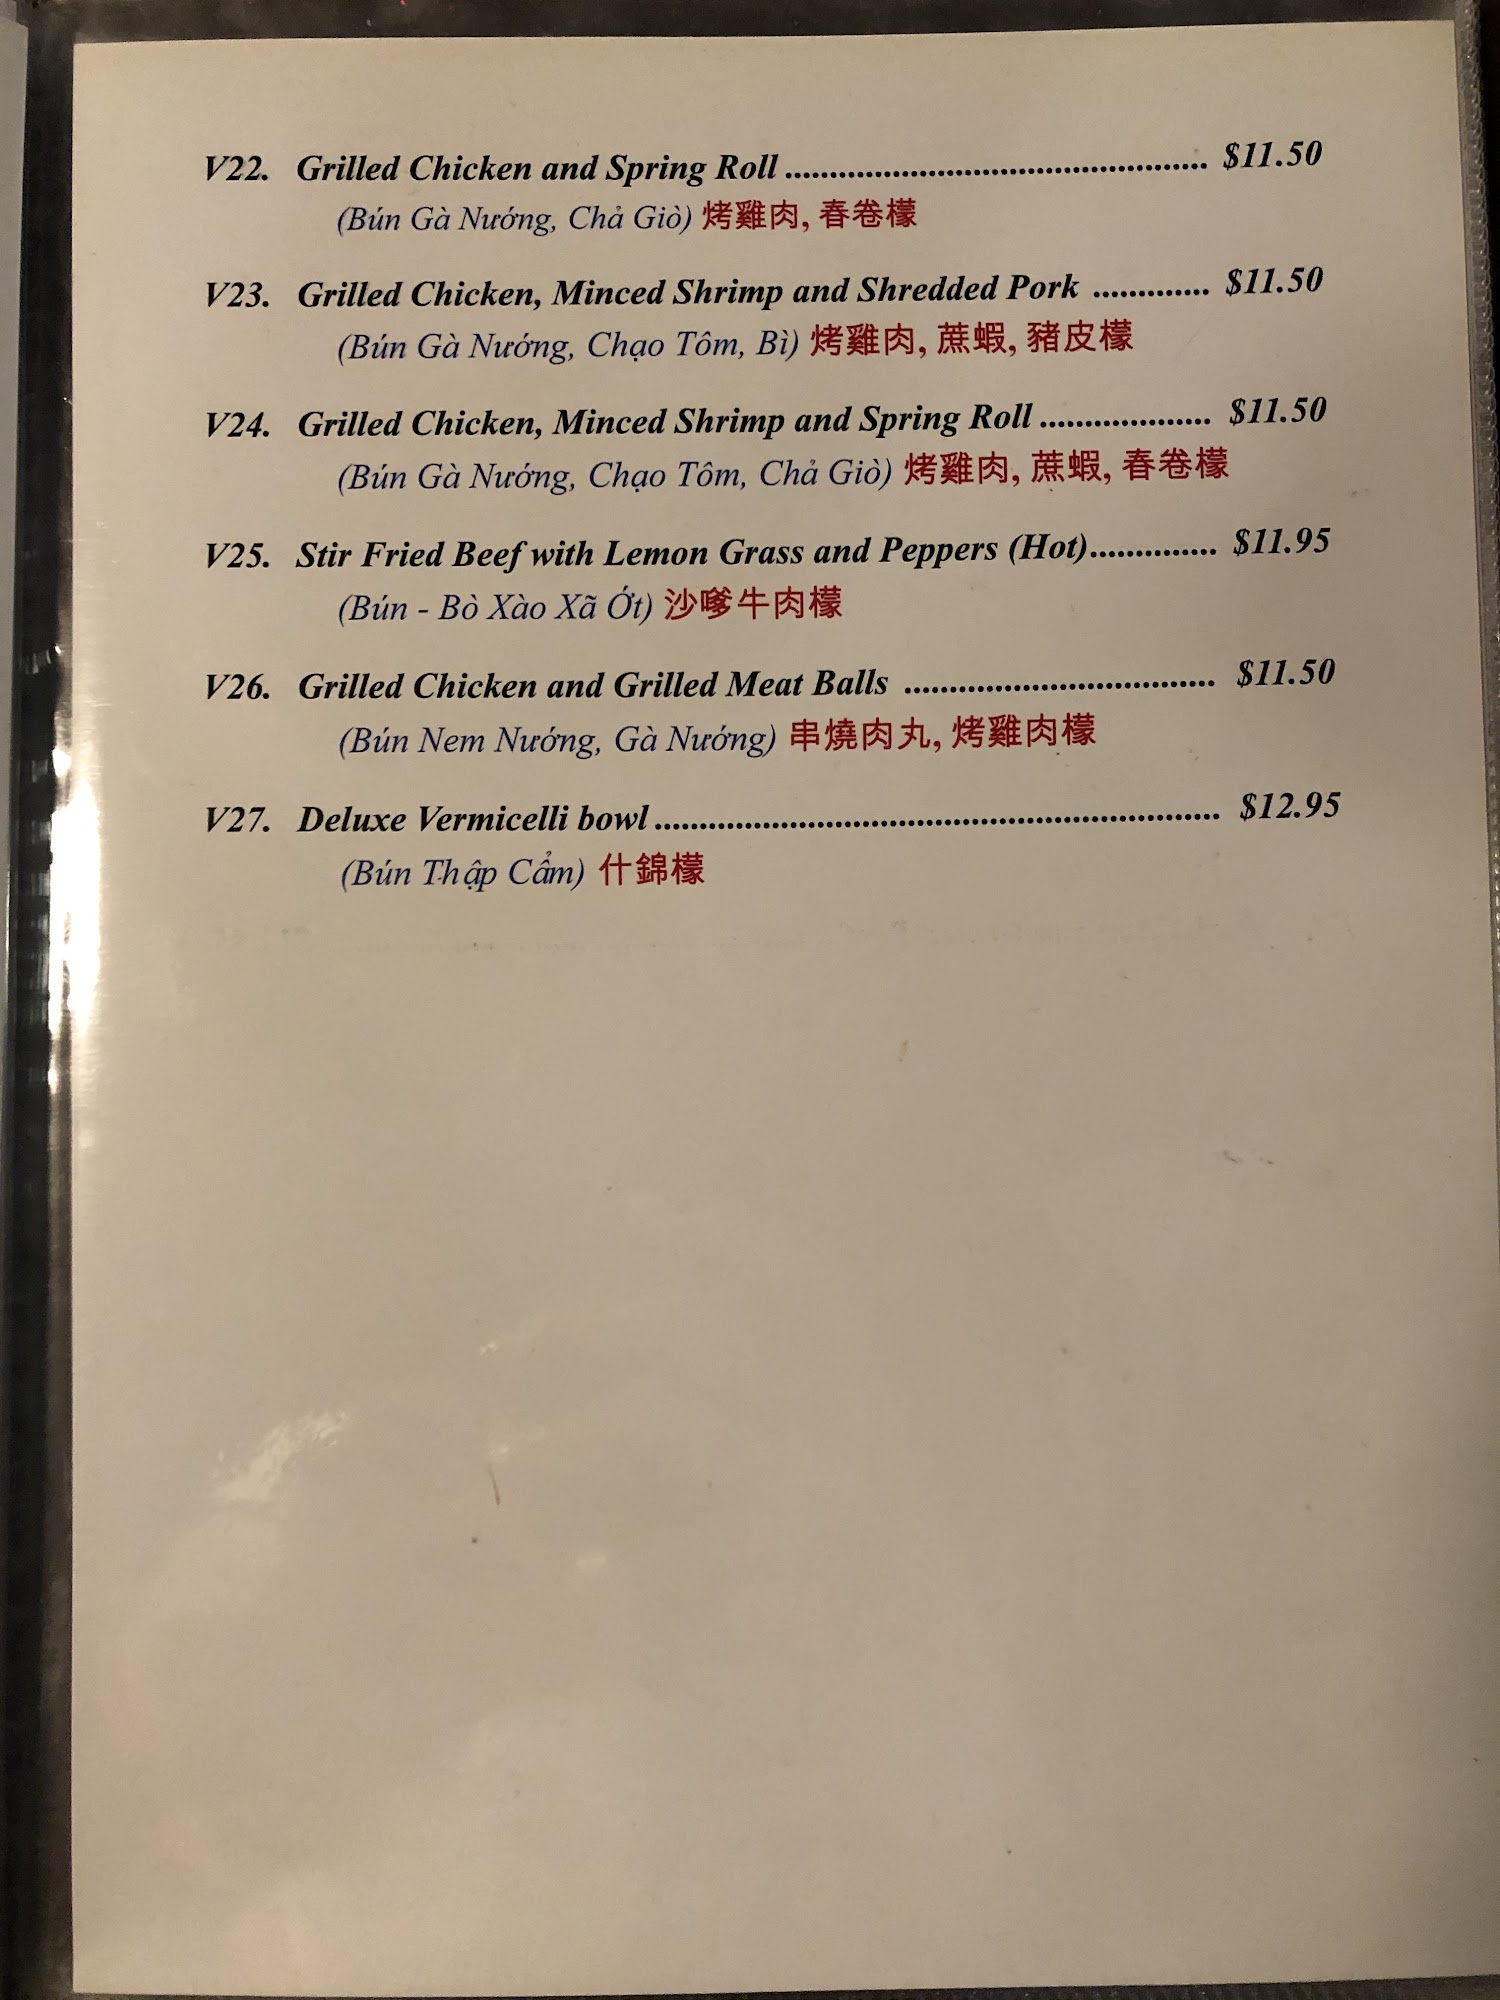 V22. Grilled Chicken and Spring Roll ............................................... $11.50
(Bún Gà Nướng, Chả Giò) 烤雞肉, 春卷檬
V23. Grilled Chicken, Minced Shrimp and Shredded Pork ............. $11.50
(Bún Gà Nướng, Chạo Tôm, Bì) 烤雞肉, 蔗蝦, 豬皮檬
V24. Grilled Chicken, Minced Shrimp and Spring Roll ................... $11.50
(Bún Gà Nướng, Chạo Tôm, Chả Giò) 烤雞肉, 蔗蝦, 春卷檬
V25. Stir Fried Beef with Lemon Grass and Peppers (Hot).............. $11.95
(Bún - Bò Xào Xã Ớt) 沙嗲牛肉檬
V26. Grilled Chicken and Grilled Meat Balls .................................. $11.50
(Bún Nem Nướng, Gà Nướng) 串燒肉丸, 烤雞肉檬
V27. Deluxe Vermicelli bowl .............................................................. $12.95
(Bún Thập Cẩm) 什錦檬